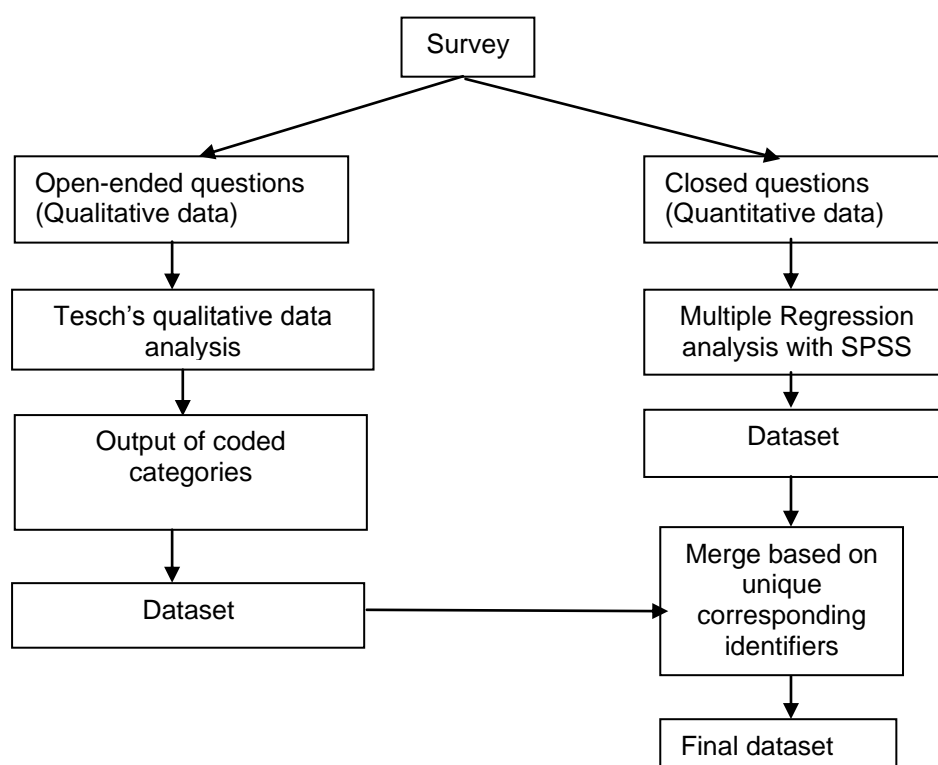 Survey
Open-ended questions
(Qualitative data)
Closed questions
(Quantitative data)
Tesch’s qualitative data
analysis
Multiple Regression
analysis with SPSS
Output of coded
categories
Dataset
Merge based on
unique
corresponding
identifiers
Dataset
Final dataset